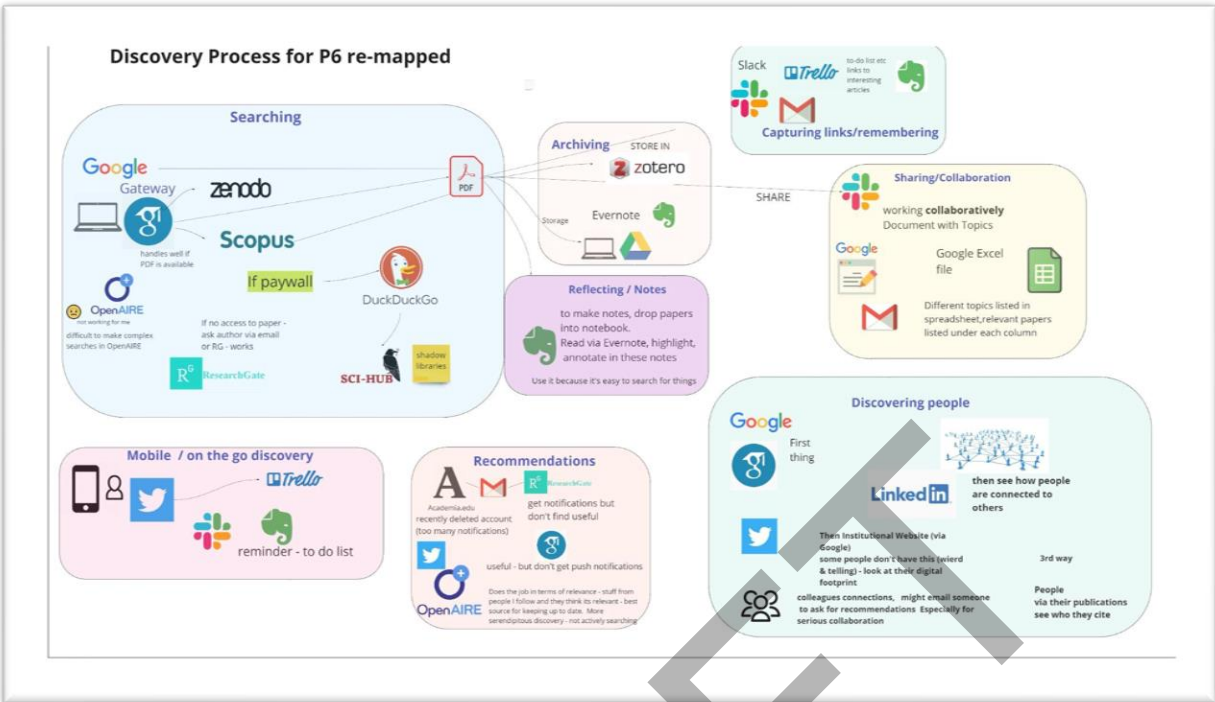 Discovery Process for P6 re-mapped
Searching
Google
Gateway
zenodo
PDF
Scopus
handles well if
PDF is available
If paywall
DuckDuckGo
OpenAIRE
not working for me
difficult to make complex
searches in OpenAIRE
If no access to paper -
ask author via email
or RG - works
RG ResearchGate
SCI-HUB
shadow
libraries
Archiving
STORE IN
Z zotero
Storage
Evernote
Reflecting / Notes
to make notes, drop papers
into notebook.
Read via Evernote, highlight,
annotate in these notes
Use it because it's easy to search for things
Slack
Trello
to-do list etc
links to
interesting
articles
Capturing links/remembering
SHARE
Sharing/Collaboration
working collaboratively
Document with Topics
Google
Google Excel
file
Different topics listed in
spreadsheet,relevant papers
listed under each column
Mobile / on the go discovery
Trello
reminder - to do list
Recommendations
A
Academia.edu
recently deleted account
(too many notifications)
RG ResearchGate
get notifications but
don't find useful
useful - but don't get push notifications
OpenAIRE
Does the job in terms of relevance - stuff from
people I follow and they think its relevant - best
source for keeping up to date. More
serendipitous discovery - not actively searching
Discovering people
Google
First
thing
Linked in
then see how people
are connected to
others
Then Institutional Website (via
Google)
some people don't have this (wierd
& telling) - look at their digital
footprint
3rd way
colleagues connections, might email someone
to ask for recommendations Especially for
serious collaboration
People
via their publications
see who they cite